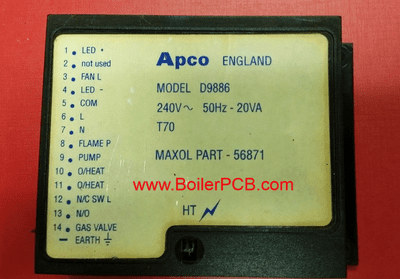 1 LED +
2 not used
3 FAN L
4 LED -
5 COM
6 L
7 N
8 FLAME P
9 PUMP
10 O/HEAT
11 O/HEAT
12 N/C SW L
13 N/O
14 GAS VALVE
– EARTH ⏚
Apco ENGLAND
MODEL D9886
240V ~ 50Hz - 20VA
T70
MAXOL PART - 56871
www.BoilerPCB.com
HT